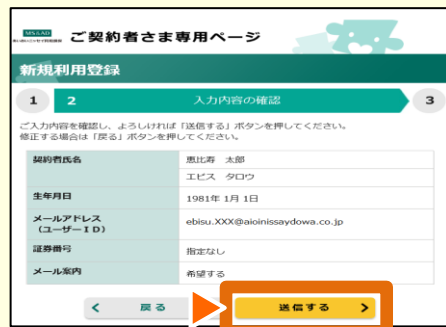 MS&AD
ご契約者さま専用ページ
新規利用登録
1 2 入力内容の確認 3
ご入力内容を確認し、よろしければ「送信する」ボタンを押してください。
修正する場合は「戻る」ボタンを押してください。
契約者氏名 恵比寿 太郎
エビス タロウ
生年月日 1981年 1月 1日
メールアドレス
(ユーザーID) ebisu.XXX@aioinissaydowa.co.jp
証券番号 指定なし
メール案内 希望する
く 戻る 送信する >